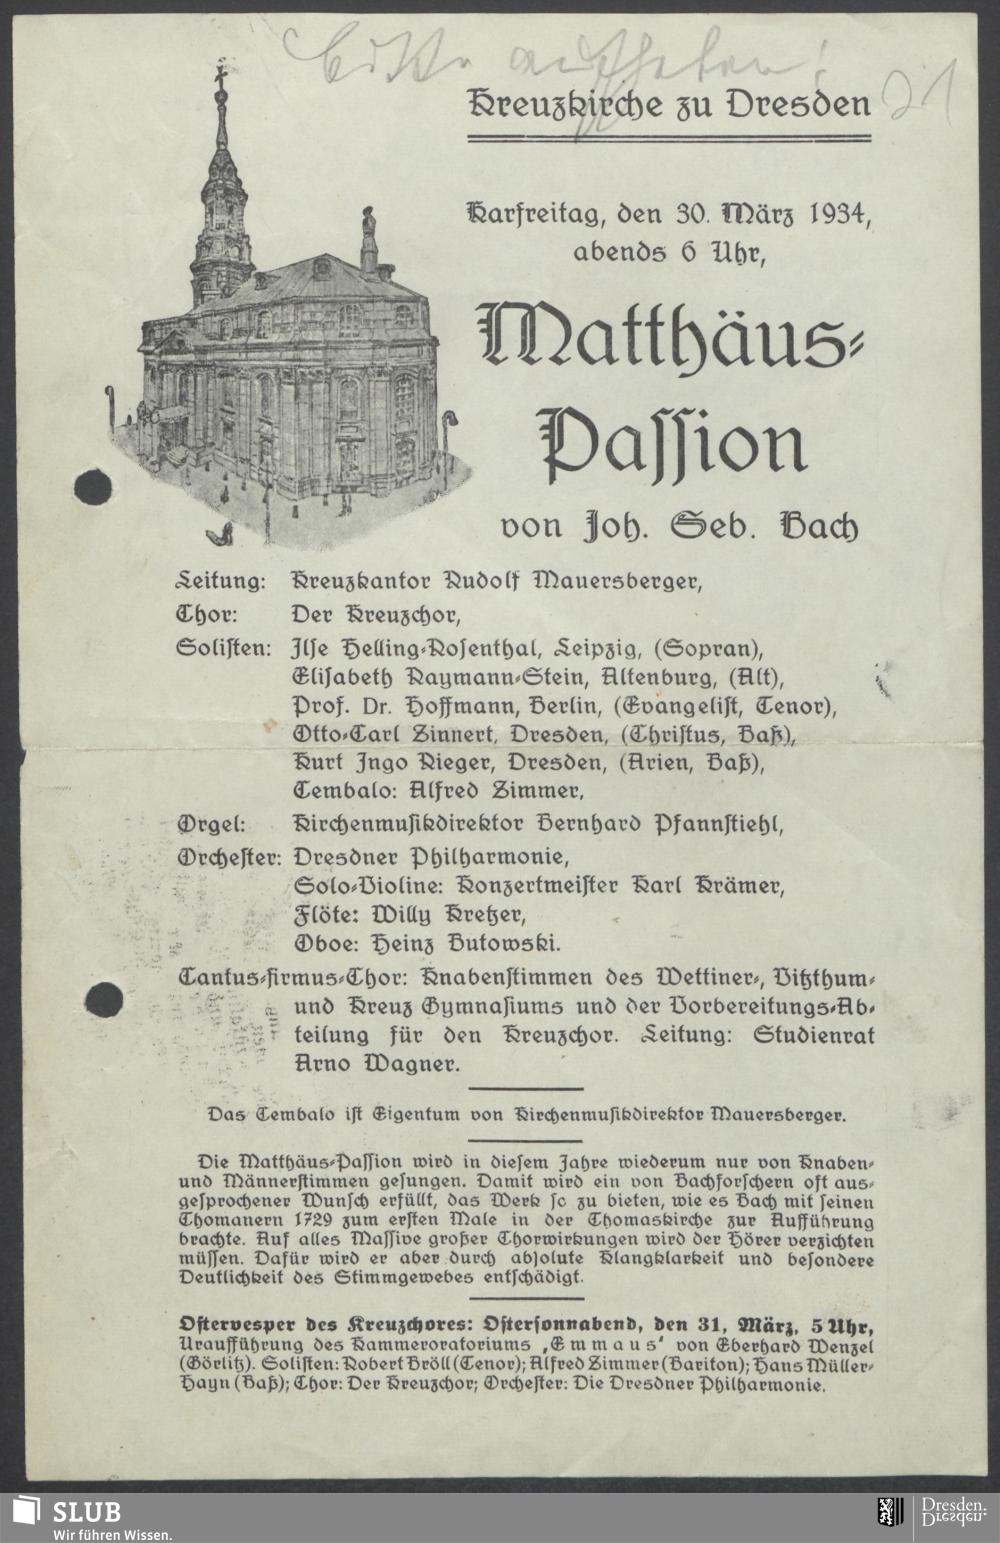 Bitte aufheben!
21
Kreuzkirche zu Dresden
Karfreitag, den 30. März 1934,
abends 6 Uhr,
Matthäus-
Passion
von Joh. Seb. Bach
Leitung: Kreuzkantor Rudolf Mauersberger,
Chor: Der Kreuzchor,
Solisten: Ilse Helling-Rosenthal, Leipzig, (Sopran),
Elisabeth Raymann-Stein, Altenburg, (Alt),
Prof. Dr. Hoffmann, Berlin, (Evangelist, Tenor),
Otto-Carl Zinnert, Dresden, (Christus, Baß),
Kurt Ingo Rieger, Dresden, (Arien, Baß),
Cembalo: Alfred Zimmer,
Orgel: Kirchenmusikdirektor Bernhard Pfannstiehl,
Orchester: Dresdner Philharmonie,
Solo-Violine: Konzertmeister Karl Krämer,
Flöte: Willy Kretzer,
Oboe: Heinz Butowski.
Cantus-firmus-Chor: Knabenstimmen des Wettiner-, Vitzthum-
und Kreuz Gymnasiums und der Vorbereitungs-Ab-
teilung für den Kreuzchor. Leitung: Studienrat
Arno Wagner.
Das Cembalo ist Eigentum von Kirchenmusikdirektor Mauersberger.
Die Matthäus-Passion wird in diesem Jahre wiederum nur von Knaben-
und Männerstimmen gesungen. Damit wird ein von Bachforschern oft aus-
gesprochener Wunsch erfüllt, das Werk so zu bieten, wie es Bach mit seinen
Thomanern 1729 zum ersten Male in der Thomaskirche zur Aufführung
brachte. Auf alles Massive großer Chorwirkungen wird der Hörer verzichten
müssen. Dafür wird er aber durch absolute Klangklarkeit und besondere
Deutlichkeit des Stimmgewebes entschädigt.
Ostervesper des Kreuzchores: Ostersonnabend, den 31, März, 5 Uhr,
Uraufführung des Kammeroratoriums ‚Emmaus‘ von Eberhard Wenzel
(Görlitz). Solisten: Robert Bröll (Tenor); Alfred Zimmer (Bariton); Hans Müller-
Hayn (Baß); Chor: Der Kreuzchor; Orchester: Die Dresdner Philharmonie.
SLUB
Wir führen Wissen.
Dresden.
Dresden.